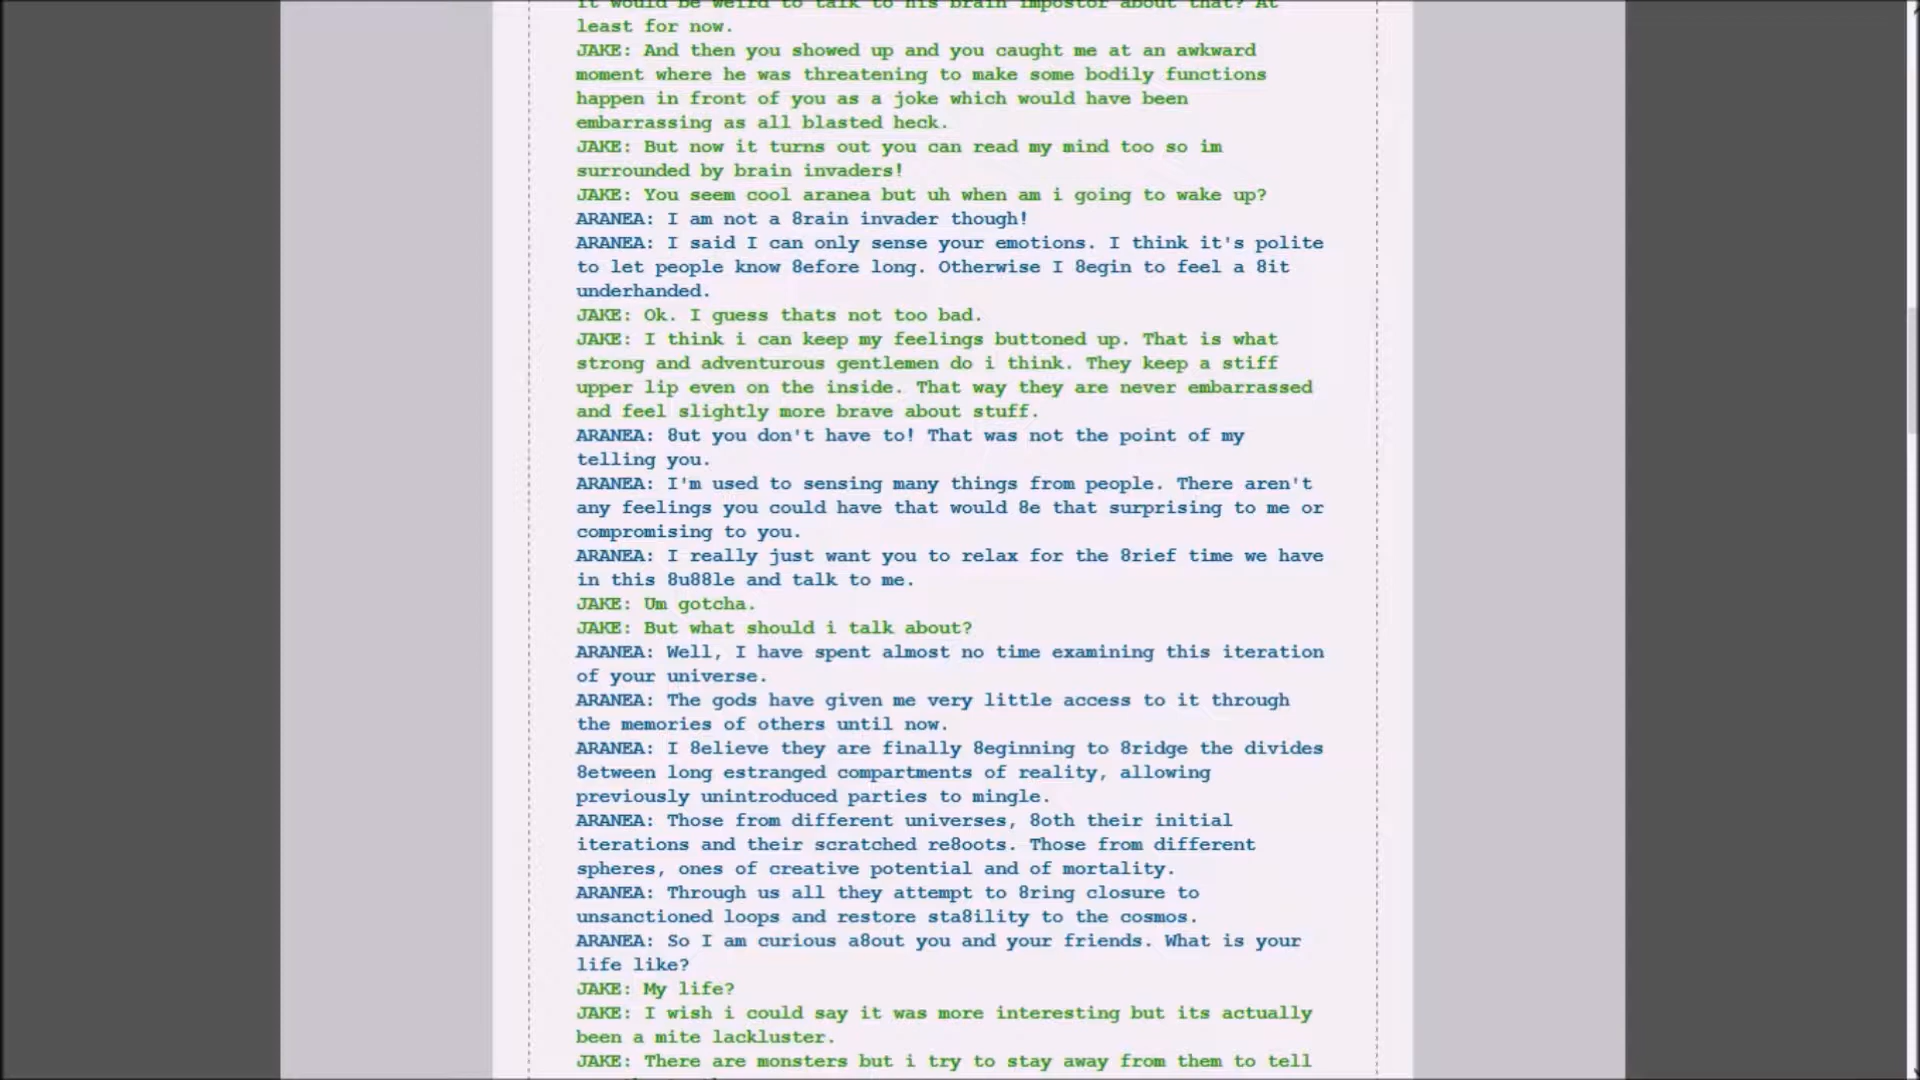 it would be weird to talk to his brain impostor about that? At
least for now.
JAKE: And then you showed up and you caught me at an awkward
moment where he was threatening to make some bodily functions
happen in front of you as a joke which would have been
embarrassing as all blasted heck.
JAKE: But now it turns out you can read my mind too so im
surrounded by brain invaders!
JAKE: You seem cool aranea but uh when am i going to wake up?
ARANEA: I am not a 8rain invader though!
ARANEA: I said I can only sense your emotions. I think it's polite
to let people know 8efore long. Otherwise I 8egin to feel a 8it
underhanded.
JAKE: Ok. I guess thats not too bad.
JAKE: I think i can keep my feelings buttoned up. That is what
strong and adventurous gentlemen do i think. They keep a stiff
upper lip even on the inside. That way they are never embarrassed
and feel slightly more brave about stuff.
ARANEA: 8ut you don't have to! That was not the point of my
telling you.
ARANEA: I'm used to sensing many things from people. There aren't
any feelings you could have that would 8e that surprising to me or
compromising to you.
ARANEA: I really just want you to relax for the 8rief time we have
in this 8u88le and talk to me.
JAKE: Um gotcha.
JAKE: But what should i talk about?
ARANEA: Well, I have spent almost no time examining this iteration
of your universe.
ARANEA: The gods have given me very little access to it through
the memories of others until now.
ARANEA: I 8elieve they are finally 8eginning to 8ridge the divides
8etween long estranged compartments of reality, allowing
previously unintroduced parties to mingle.
ARANEA: Those from different universes, 8oth their initial
iterations and their scratched re8oots. Those from different
spheres, ones of creative potential and of mortality.
ARANEA: Through us all they attempt to 8ring closure to
unsanctioned loops and restore sta8ility to the cosmos.
ARANEA: So I am curious a8out you and your friends. What is your
life like?
JAKE: My life?
JAKE: I wish i could say it was more interesting but its actually
been a mite lackluster.
JAKE: There are monsters but i try to stay away from them to tell